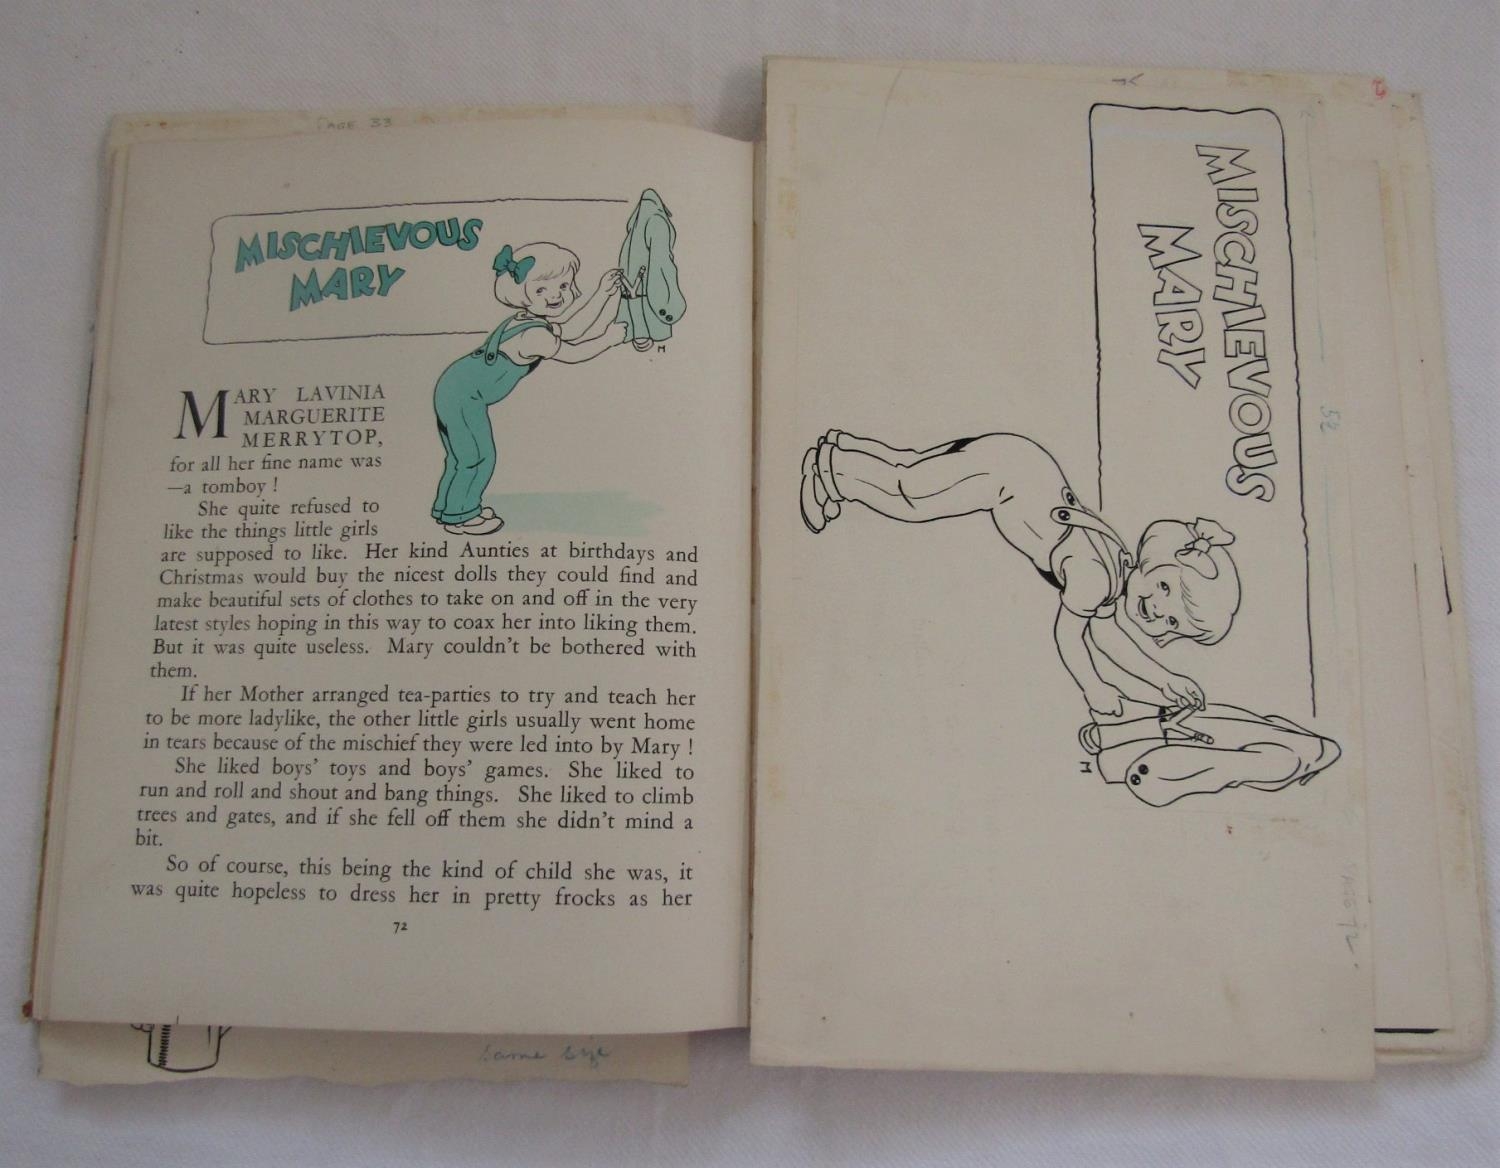 PAGE 33
MISCHIEVOUS
MARY
MARY LAVINIA
MARGUERITE
MERRYTOP,
for all her fine name was
—a tomboy !
She quite refused to
like the things little girls
are supposed to like. Her kind Aunties at birthdays and
Christmas would buy the nicest dolls they could find and
make beautiful sets of clothes to take on and off in the very
latest styles hoping in this way to coax her into liking them.
But it was quite useless. Mary couldn't be bothered with
them.
If her Mother arranged tea-parties to try and teach her
to be more ladylike, the other little girls usually went home
in tears because of the mischief they were led into by Mary !
She liked boys' toys and boys' games. She liked to
run and roll and shout and bang things. She liked to climb
trees and gates, and if she fell off them she didn't mind a
bit.
So of course, this being the kind of child she was, it
was quite hopeless to dress her in pretty frocks as her
72
M
Same size
MISCHIEVOUS
MARY
M